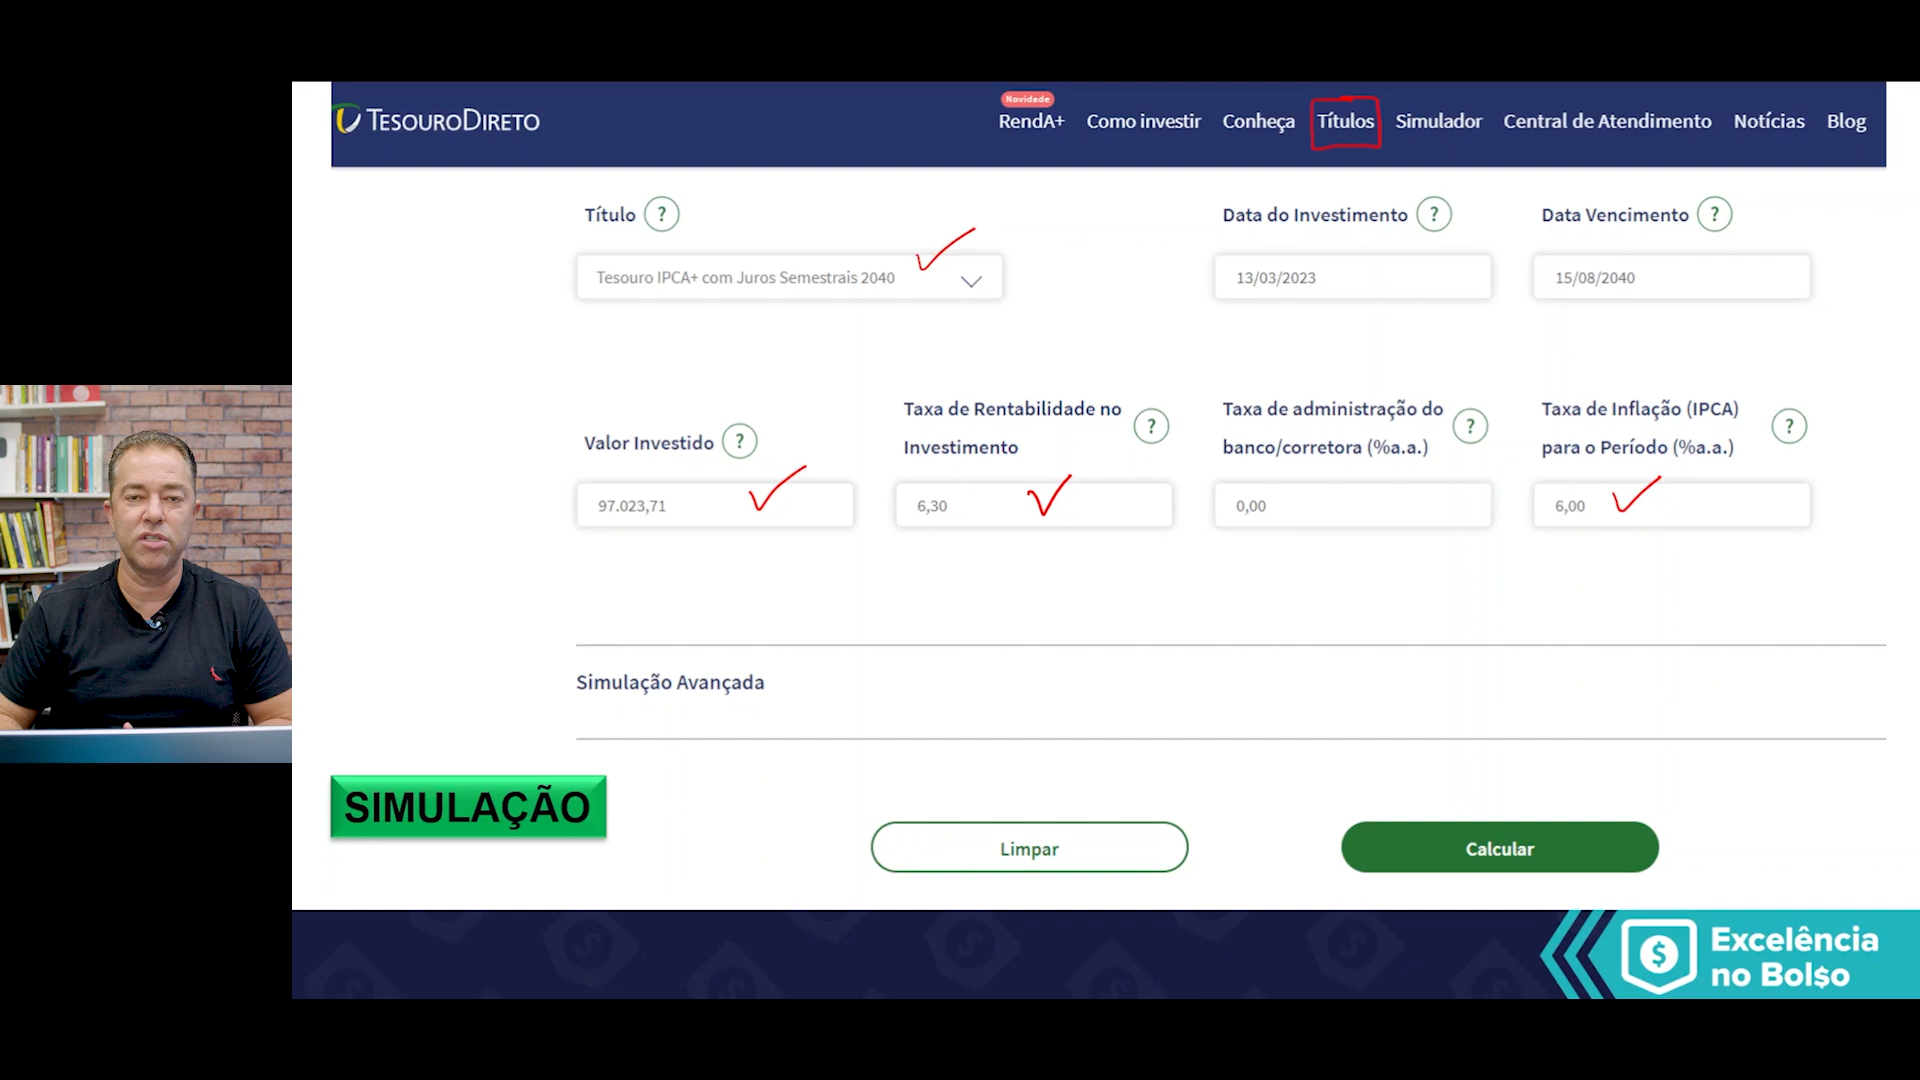 TESOURODIRETO
Novidade
RendA+ Como investir Conheça Títulos Simulador Central de Atendimento Notícias Blog
Título ? Data do Investimento ? Data Vencimento ?
Tesouro IPCA+ com Juros Semestrais 2040 13/03/2023 15/08/2040
Valor Investido ?
Taxa de Rentabilidade no
Investimento ?
Taxa de administração do
banco/corretora (%a.a.) ?
Taxa de Inflação (IPCA)
para o Período (%a.a.) ?
97.023,71 6,30 0,00 6,00
Simulação Avançada
SIMULAÇÃO
Limpar Calcular
Excelência
no Bol$o